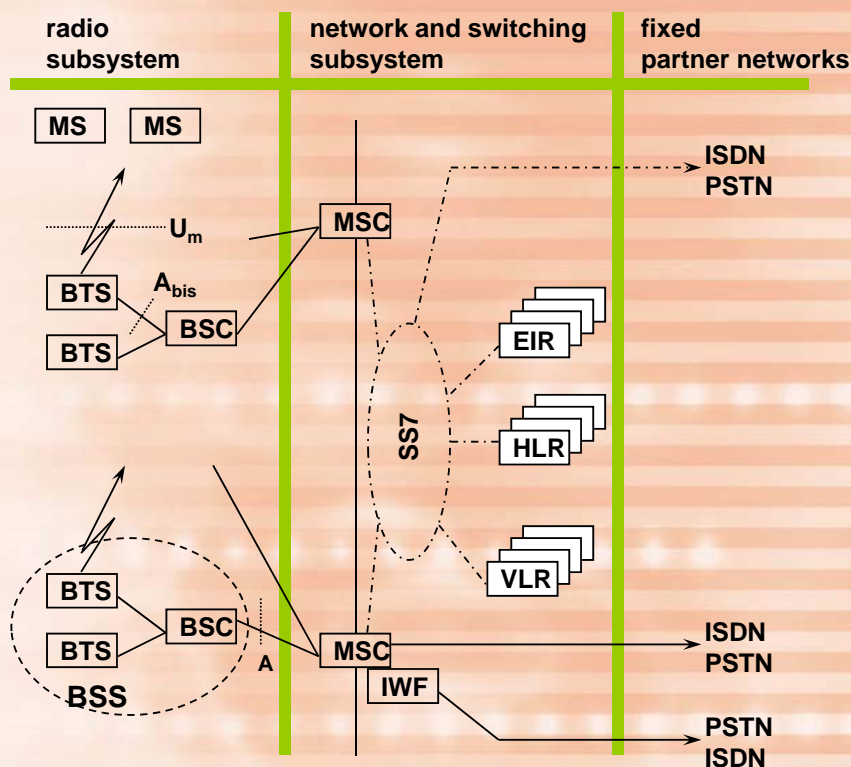 radio
subsystem
network and switching
subsystem
fixed
partner networks
MS
MS
ISDN
PSTN
MSC
Um
Abis
BTS
BSC
EIR
BTS
SS7
HLR
VLR
BTS
BSC
ISDN
PSTN
BTS
MSC
A
BSS
IWF
PSTN
ISDN